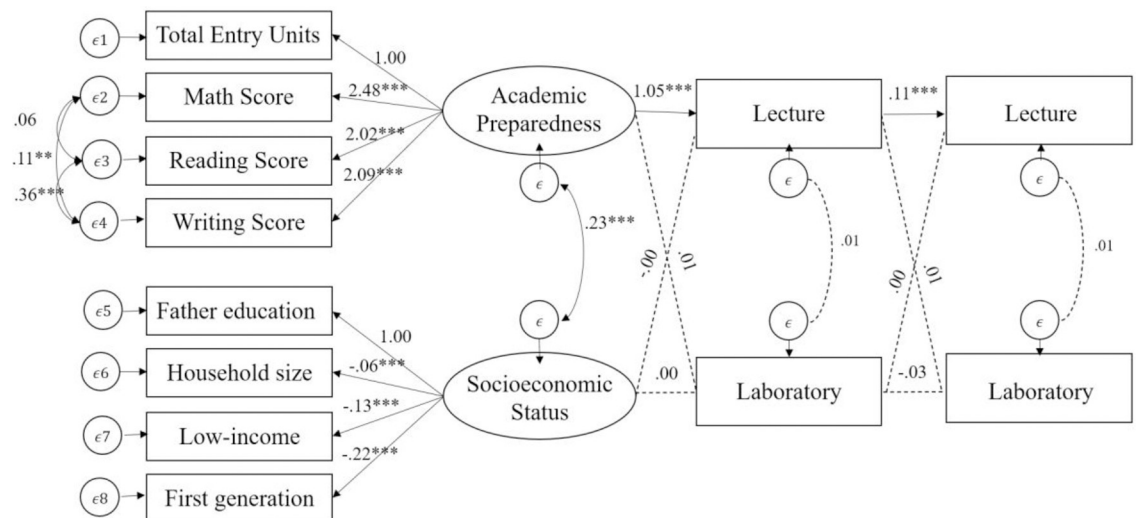 ϵ1
Total Entry Units
1.00
ϵ2
Math Score
2.48***
Academic
Preparedness
1.05***
Lecture
.11***
Lecture
.06
.11**
.36***
ϵ3
Reading Score
2.02***
ϵ4
Writing Score
2.09***
ϵ
ϵ
ϵ
.23***
-.00
.01
.01
.00
.01
.01
ϵ5
Father education
1.00
ϵ
ϵ
ϵ
ϵ6
Household size
-.06***
Socioeconomic
Status
.00
Laboratory
-.03
Laboratory
ϵ7
Low-income
-.13***
ϵ8
First generation
-.22***